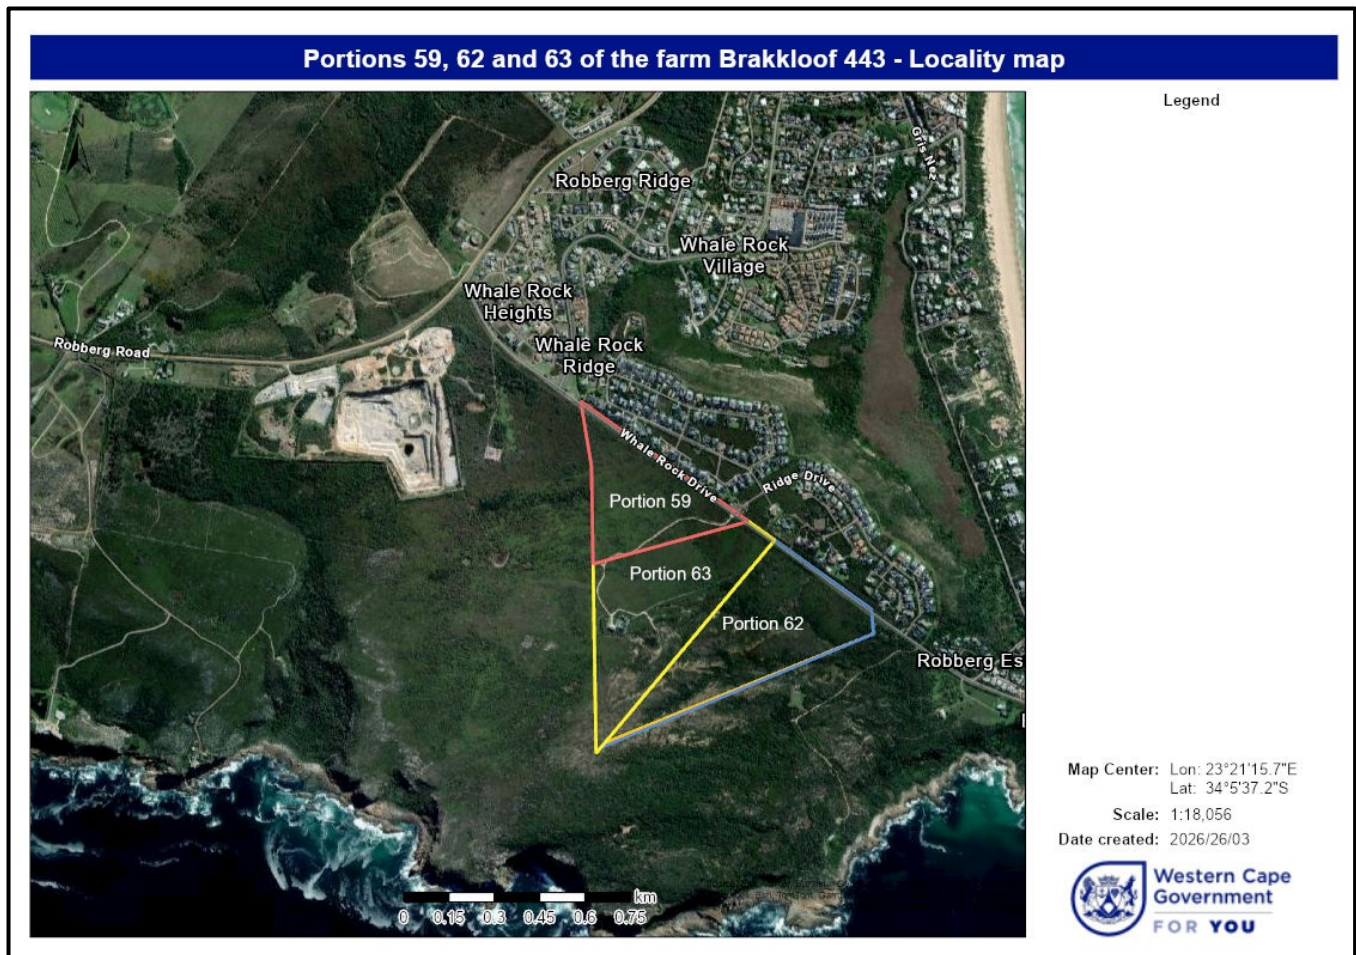 Portions 59, 62 and 63 of the farm Brakkloof 443 - Locality map
Legend
Gris Nez
Robberg Ridge
Whale Rock
Village
Whale Rock
Heights
Whale Rock
Ridge
Robberg Road
Whale Rock Drive
Ridge Drive
Portion 59
Portion 63
Portion 62
Robberg Es
Map Center: Lon: 23°21'15.7"E
Lat: 34°5'37.2"S
Scale: 1:18,056
Date created: 2026/26/03
km
0 0.15 0.3 0.45 0.6 0.75
Western Cape
Government
FOR YOU